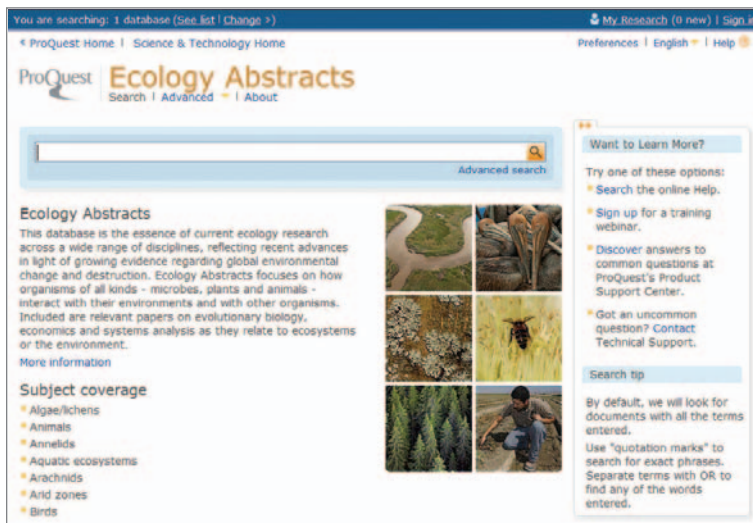 You are searching: 1 database (See list | Change >)
My Research (0 new) | Sign in
< ProQuest Home | Science & Technology Home
Preferences | English | Help
ProQuest
Ecology Abstracts
Search | Advanced | About
Advanced search
Ecology Abstracts
This database is the essence of current ecology research
across a wide range of disciplines, reflecting recent advances
in light of growing evidence regarding global environmental
change and destruction. Ecology Abstracts focuses on how
organisms of all kinds - microbes, plants and animals -
interact with their environments and with other organisms.
Included are relevant papers on evolutionary biology,
economics and systems analysis as they relate to ecosystems
or the environment.
More information
Subject coverage
Algae/lichens
Animals
Annelids
Aquatic ecosystems
Arachnids
Arid zones
Birds
Want to Learn More?
Try one of these options:
Search the online Help.
Sign up for a training
webinar.
Discover answers to
common questions at
ProQuest's Product
Support Center.
Got an uncommon
question? Contact
Technical Support.
Search tip
By default, we will look for
documents with all the terms
entered.
Use "quotation marks" to
search for exact phrases.
Separate terms with OR to
find any of the words
entered.